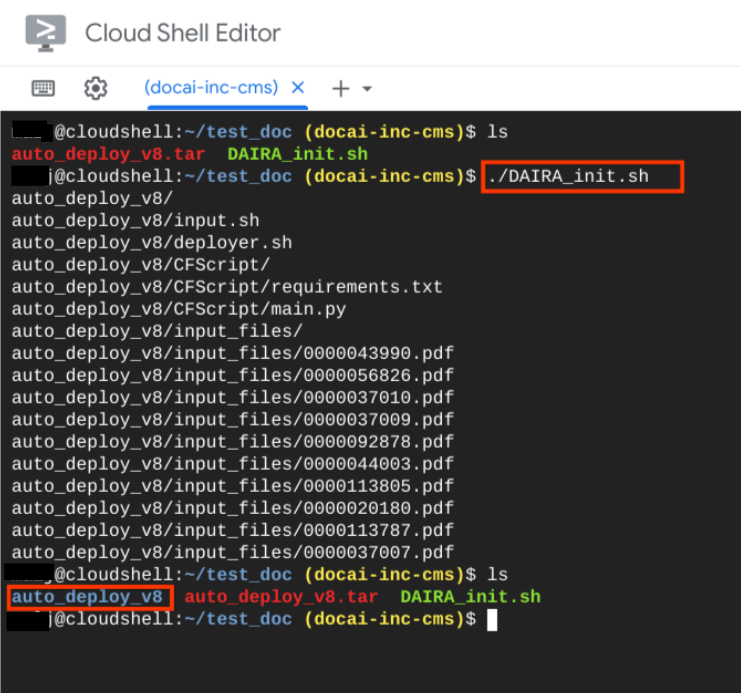 Cloud Shell Editor
(docai-inc-cms) × +
@cloudshell:~/test_doc (docai-inc-cms)$ ls
auto_deploy_v8.tar DAIRA_init.sh
j@cloudshell:~/test_doc (docai-inc-cms)$ ./DAIRA_init.sh
auto_deploy_v8/
auto_deploy_v8/input.sh
auto_deploy_v8/deployer.sh
auto_deploy_v8/CFScript/
auto_deploy_v8/CFScript/requirements.txt
auto_deploy_v8/CFScript/main.py
auto_deploy_v8/input_files/
auto_deploy_v8/input_files/0000043990.pdf
auto_deploy_v8/input_files/0000056826.pdf
auto_deploy_v8/input_files/0000037010.pdf
auto_deploy_v8/input_files/0000037009.pdf
auto_deploy_v8/input_files/0000092878.pdf
auto_deploy_v8/input_files/0000044003.pdf
auto_deploy_v8/input_files/0000113805.pdf
auto_deploy_v8/input_files/0000020180.pdf
auto_deploy_v8/input_files/0000113787.pdf
auto_deploy_v8/input_files/0000037007.pdf
@cloudshell:~/test_doc (docai-inc-cms)$ ls
auto_deploy_v8 auto_deploy_v8.tar DAIRA_init.sh
j@cloudshell:~/test_doc (docai-inc-cms)$